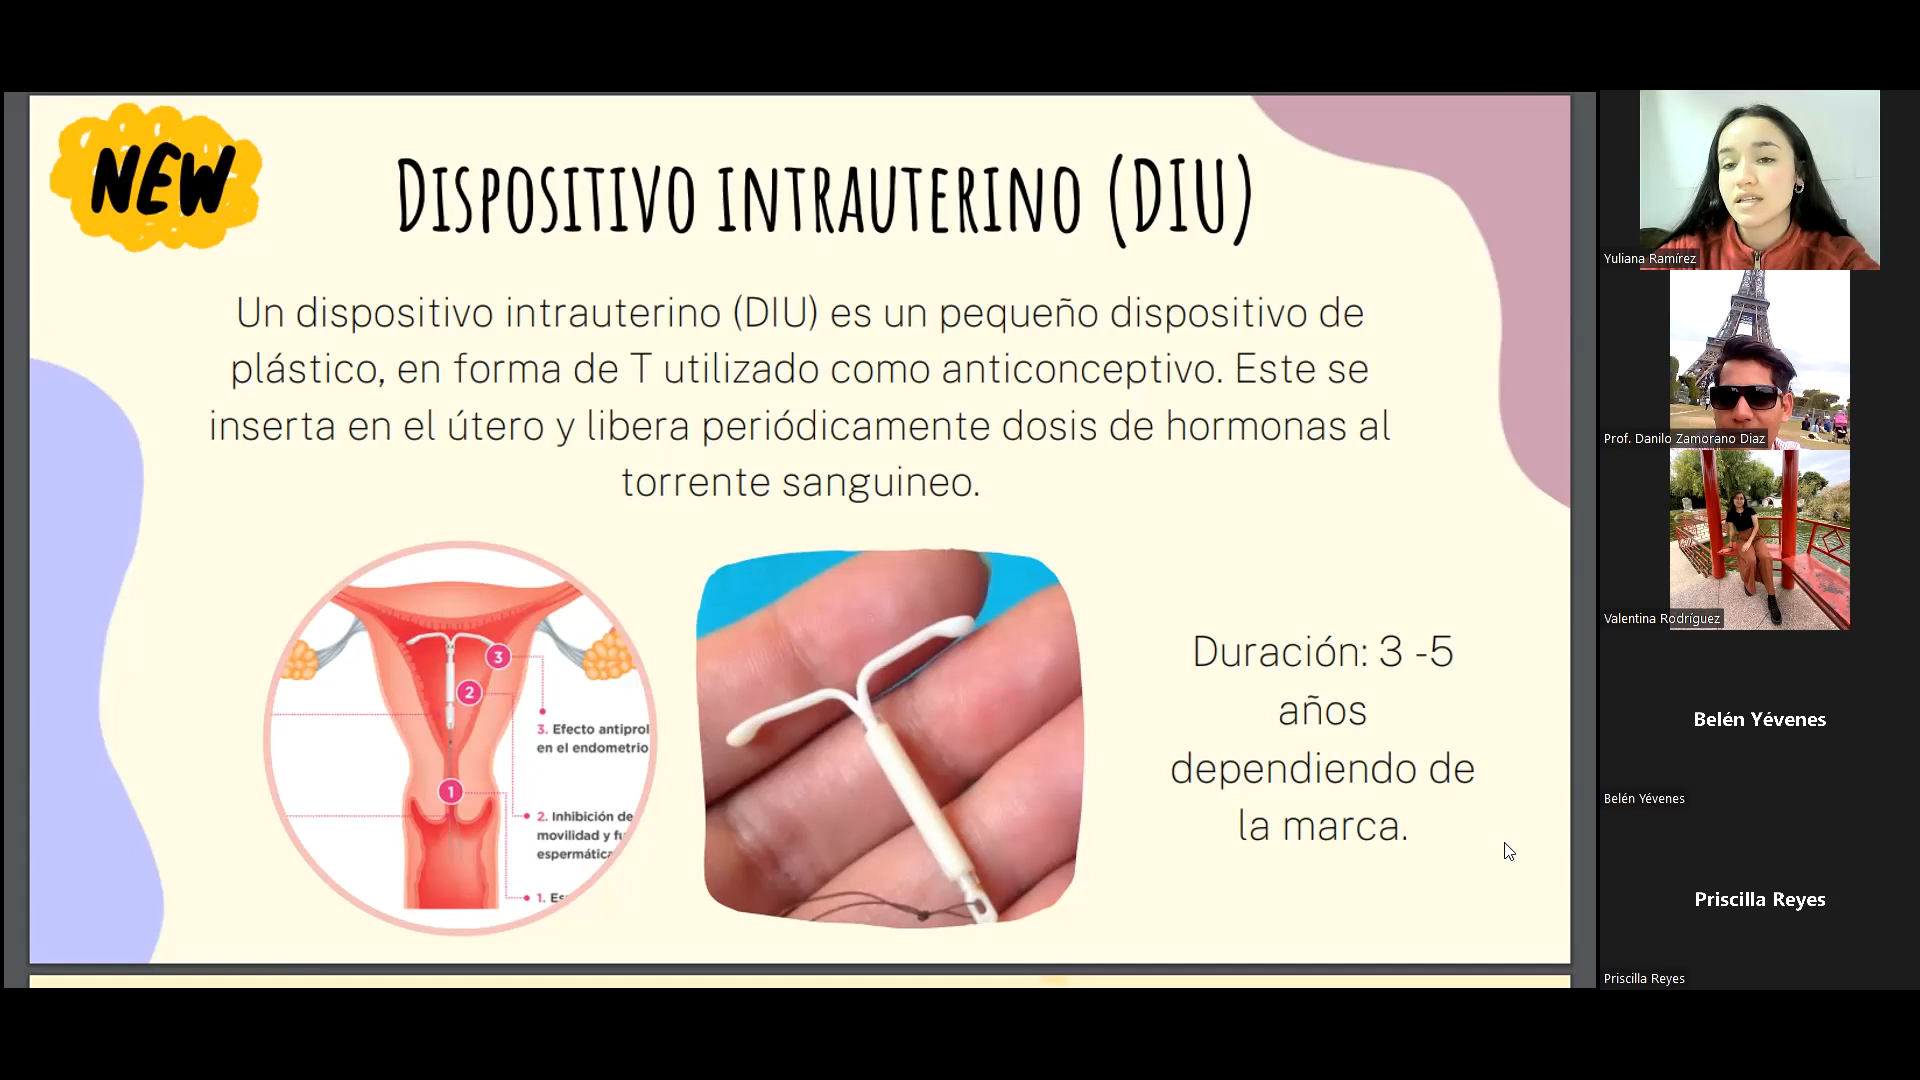 NEW
DISPOSITIVO INTRAUTERINO (DIU)
Un dispositivo intrauterino (DIU) es un pequeño dispositivo de
plástico, en forma de T utilizado como anticonceptivo. Este se
inserta en el útero y libera periódicamente dosis de hormonas al
torrente sanguineo.
3
2
1
3. Efecto antiprol
en el endometrio
2. Inhibición de
movilidad y fu
espermática
1. Es
Duración: 3 -5
años
dependiendo de
la marca.
Yuliana Ramírez
Prof. Danilo Zamorano Diaz
Valentina Rodríguez
Belén Yévenes
Belén Yévenes
Priscilla Reyes
Priscilla Reyes